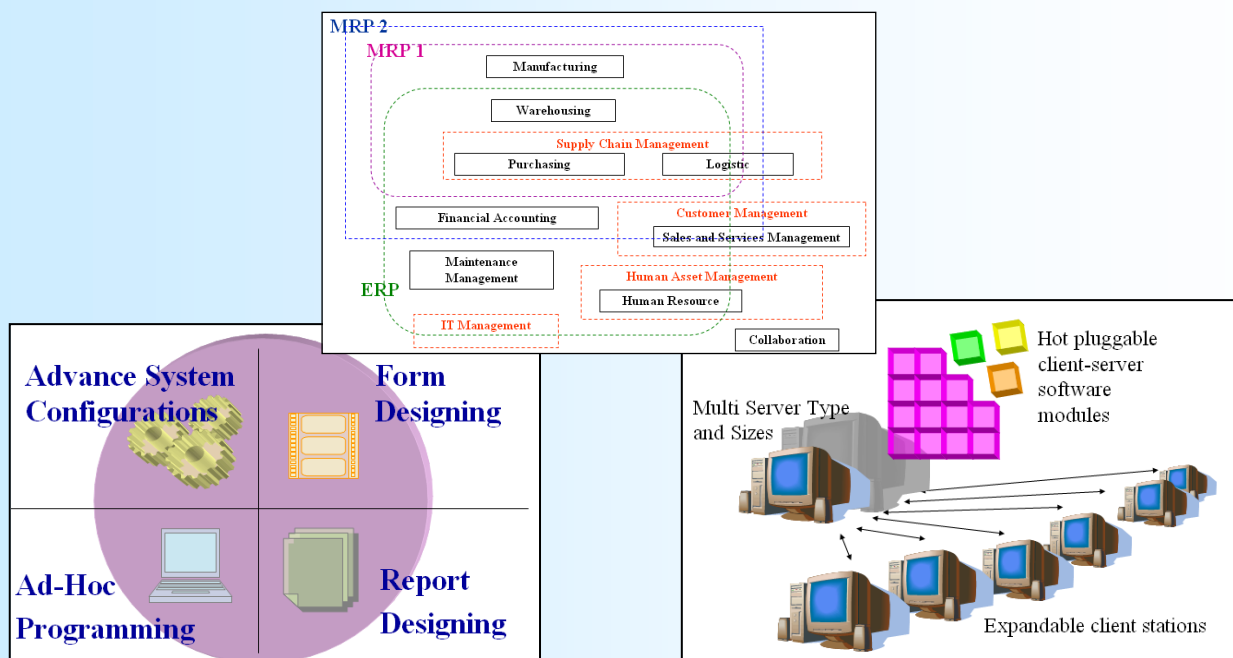 MRP 2
MRP 1
Manufacturing
Warehousing
Supply Chain Management
Purchasing
Logistic
Financial Accounting
Customer Management
Sales and Services Management
Maintenance
Management
Human Asset Management
ERP
Human Resource
IT Management
Collaboration
Advance System
Configurations
Form
Designing
Ad-Hoc
Programming
Report
Designing
Hot pluggable
client-server
software
modules
Multi Server Type
and Sizes
Expandable client stations